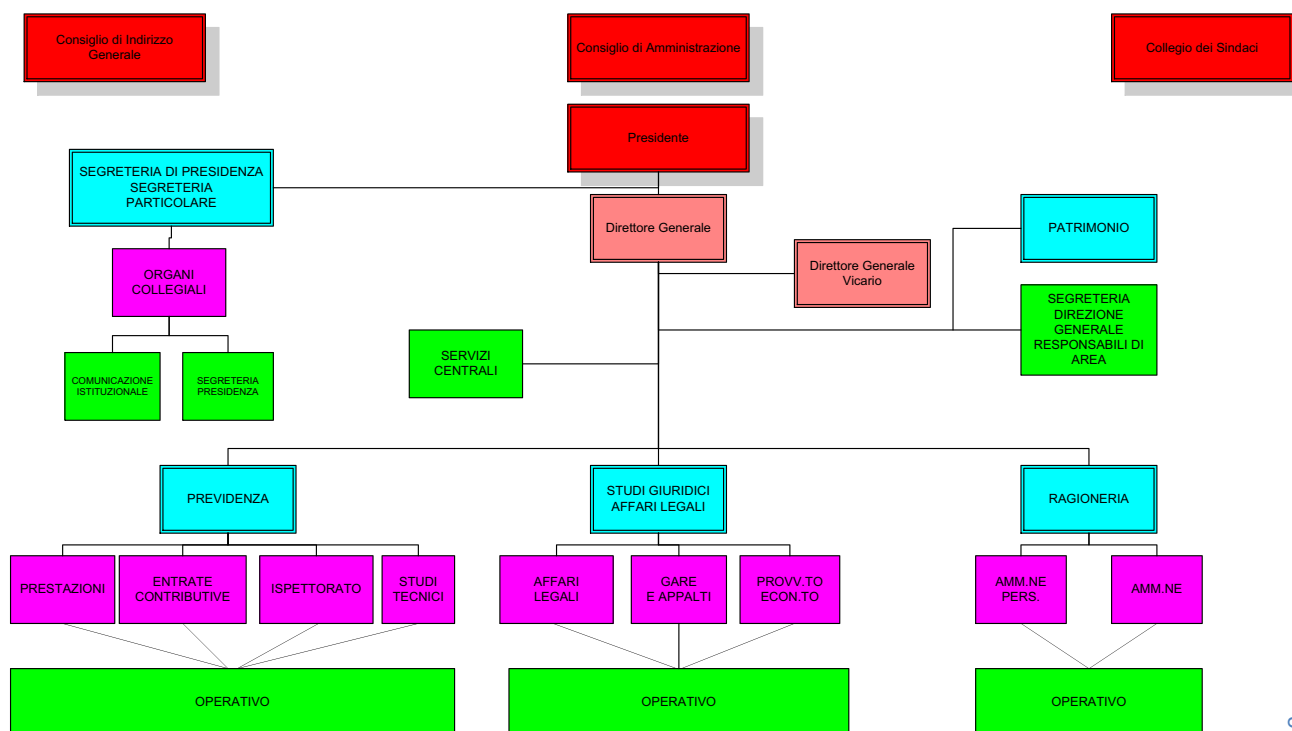 Consiglio di Indirizzo
Generale
Consiglio di Amministrazione
Collegio dei Sindaci
Presidente
SEGRETERIA DI PRESIDENZA
SEGRETERIA
PARTICOLARE
Direttore Generale
PATRIMONIO
Direttore Generale
Vicario
ORGANI
COLLEGIALI
SEGRETERIA
DIREZIONE
GENERALE
RESPONSABILI DI
AREA
SERVIZI
CENTRALI
COMUNICAZIONE
ISTITUZIONALE
SEGRETERIA
PRESIDENZA
PREVIDENZA
STUDI GIURIDICI
AFFARI LEGALI
RAGIONERIA
PRESTAZIONI
ENTRATE
CONTRIBUTIVE
ISPETTORATO
STUDI
TECNICI
AFFARI
LEGALI
GARE
E APPALTI
PROVV.TO
ECON.TO
AMM.NE
PERS.
AMM.NE
OPERATIVO
OPERATIVO
OPERATIVO